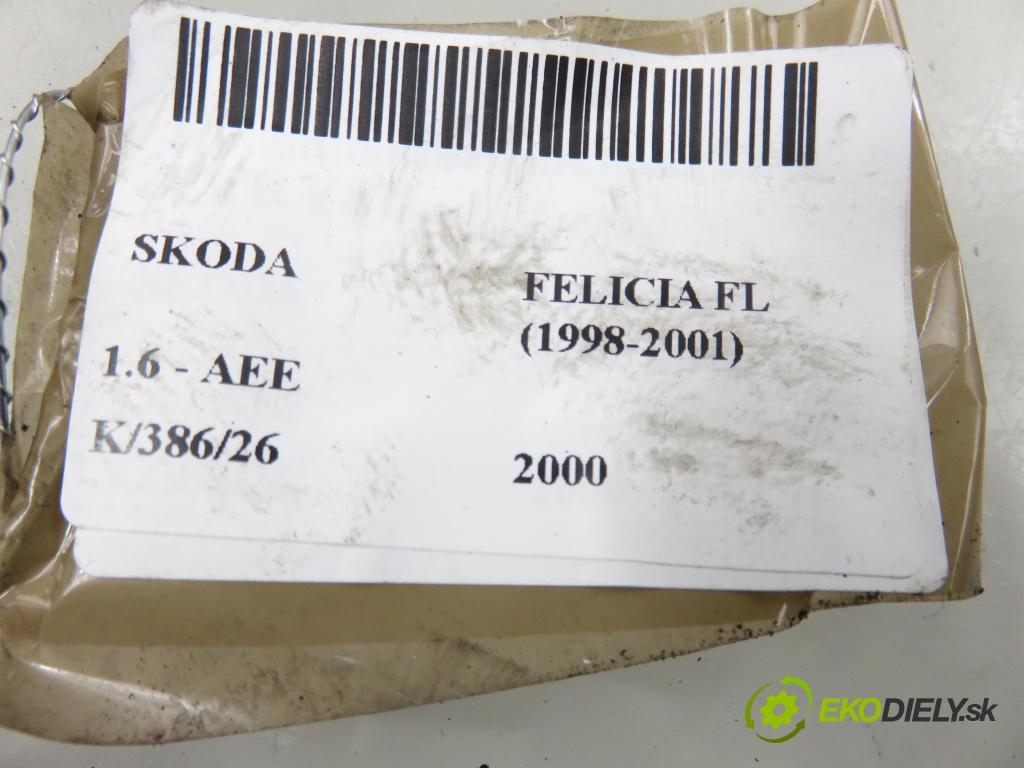 SKODA
FELICIA FL
(1998-2001)
1.6 - AEE
K/386/26
2000
EKODIELY.sk